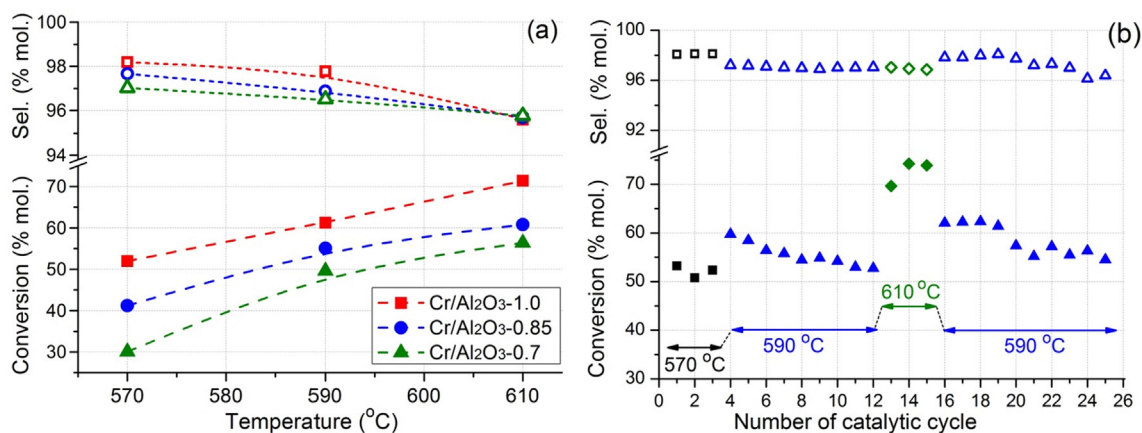 (a)
Sel. (% mol.)
100
98
96
94
Conversion (% mol.)
70
60
50
40
30
Cr/Al₂O₃-1.0
Cr/Al₂O₃-0.85
Cr/Al₂O₃-0.7
570 580 590 600 610
Temperature (°C)
(b)
Sel. (% mol.)
100
96
92
Conversion (% mol.)
70
60
50
40
30
570 °C
590 °C
610 °C
590 °C
0 2 4 6 8 10 12 14 16 18 20 22 24 26
Number of catalytic cycle